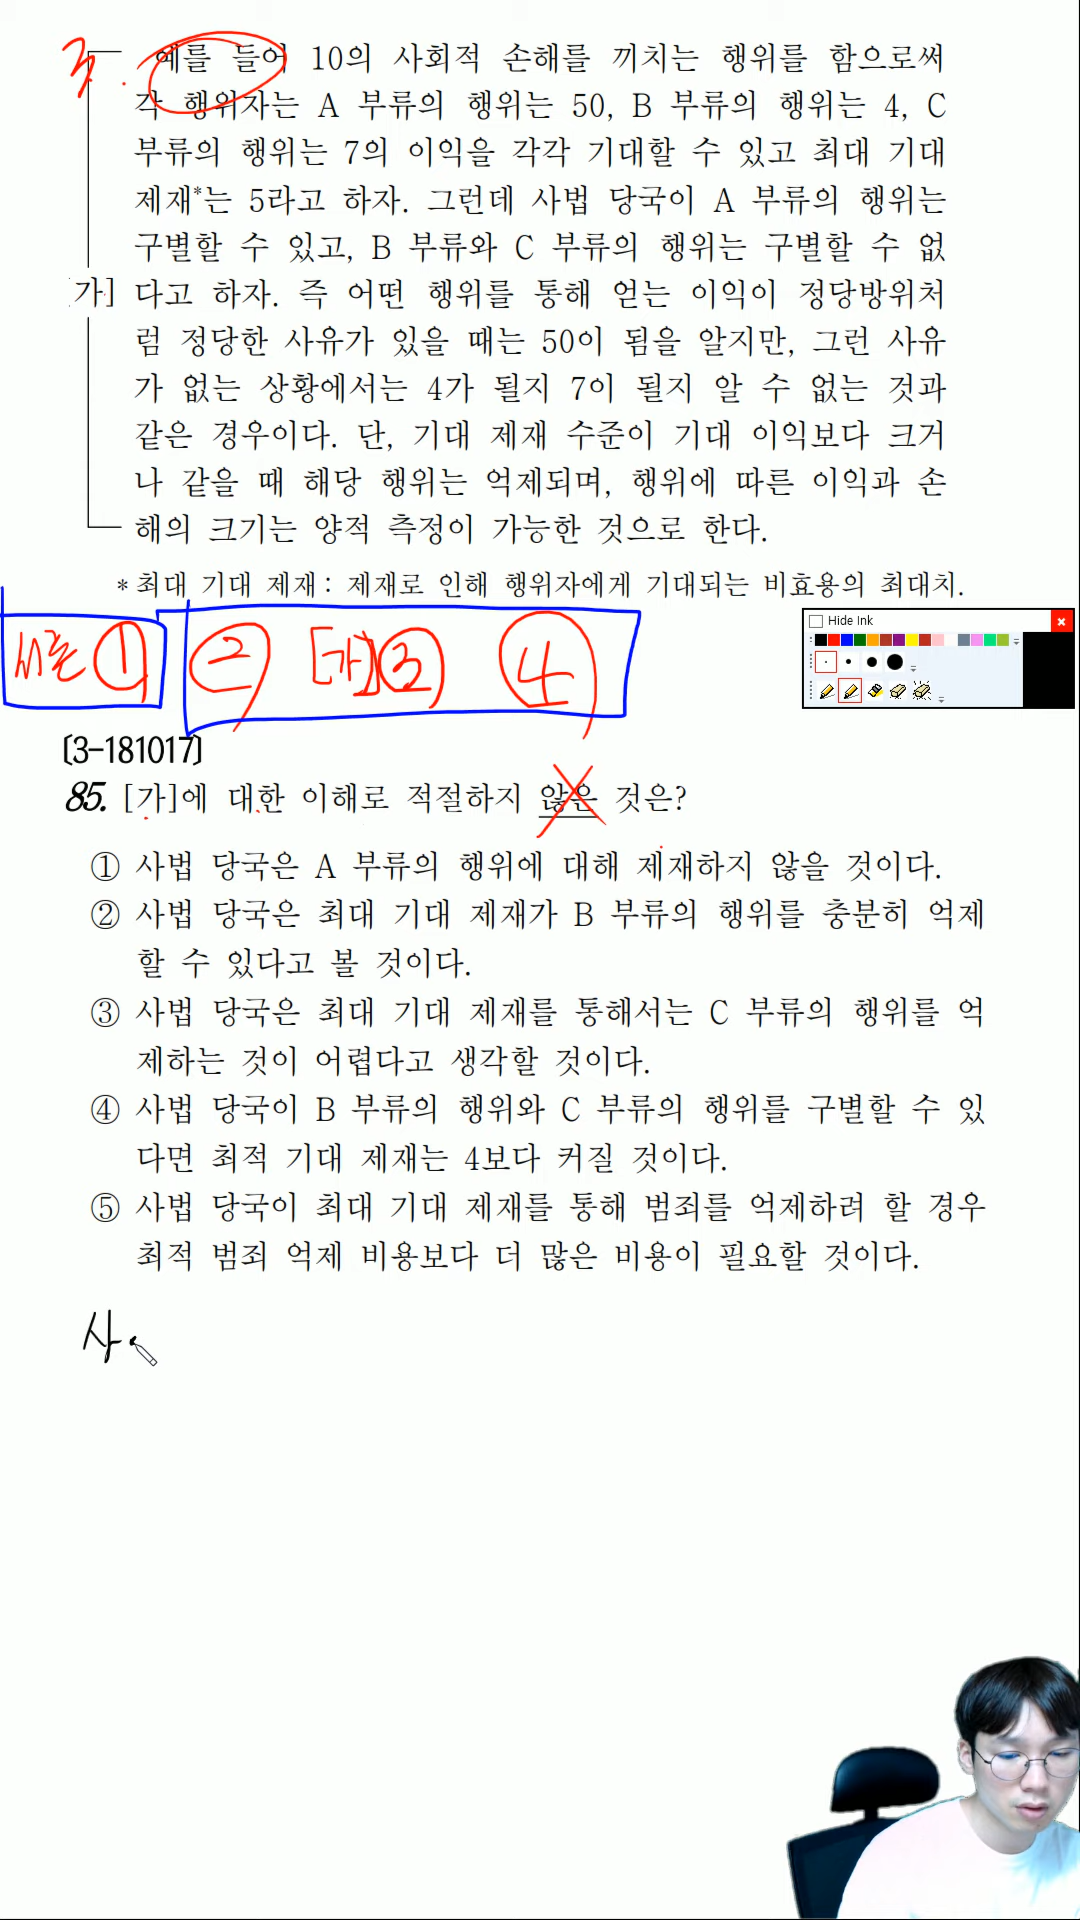 3.
예를 들어 10의 사회적 손해를 끼치는 행위를 함으로써
각 행위자는 A 부류의 행위는 50, B 부류의 행위는 4, C
부류의 행위는 7의 이익을 각각 기대할 수 있고 최대 기대
제재*는 5라고 하자. 그런데 사법 당국이 A 부류의 행위는
구별할 수 있고, B 부류와 C 부류의 행위는 구별할 수 없
[가] 다고 하자. 즉 어떤 행위를 통해 얻는 이익이 정당방위처
럼 정당한 사유가 있을 때는 50이 됨을 알지만, 그런 사유
가 없는 상황에서는 4가 될지 7이 될지 알 수 없는 것과
같은 경우이다. 단, 기대 제재 수준이 기대 이익보다 크거
나 같을 때 해당 행위는 억제되며, 행위에 따른 이익과 손
해의 크기는 양적 측정이 가능한 것으로 한다.
* 최대 기대 제재 : 제재로 인해 행위자에게 기대되는 비효용의 최대치.
서론 ① ② [가] ③ ④
Hide Ink
[3-181017]
85. [가]에 대한 이해로 적절하지 않은 것은?
① 사법 당국은 A 부류의 행위에 대해 제재하지 않을 것이다.
② 사법 당국은 최대 기대 제재가 B 부류의 행위를 충분히 억제
할 수 있다고 볼 것이다.
③ 사법 당국은 최대 기대 제재를 통해서는 C 부류의 행위를 억
제하는 것이 어렵다고 생각할 것이다.
④ 사법 당국이 B 부류의 행위와 C 부류의 행위를 구별할 수 있
다면 최적 기대 제재는 4보다 커질 것이다.
⑤ 사법 당국이 최대 기대 제재를 통해 범죄를 억제하려 할 경우
최적 범죄 억제 비용보다 더 많은 비용이 필요할 것이다.
사